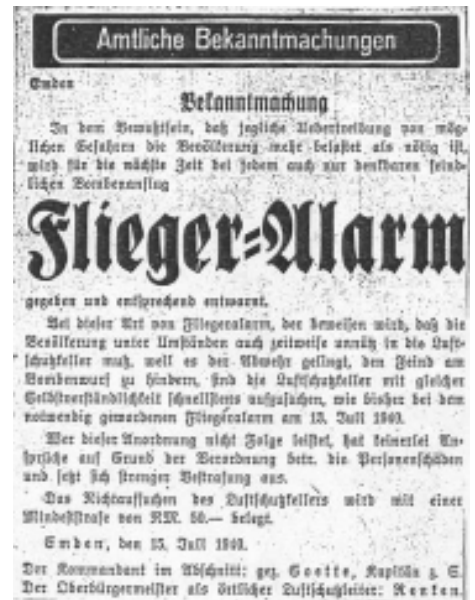 Amtliche Bekanntmachungen
Emden
Bekanntmachung
In dem Bewußtsein, daß jegliche Uebertreibung von mög-
lichen Gefahren die Bevölkerung mehr belastet als nötig ist,
wird für die nächste Zeit bei jedem auch nur denkbaren feind-
lichen Bombenanflug
Flieger-Alarm
gegeben und entsprechend entwarnt.
Bei dieser Art von Fliegeralarm, der beweisen wird, daß die
Bevölkerung unter Umständen auch zeitweise unnütz in die Luft-
schutzkeller muß, weil es der Abwehr gelingt, den Feind am
Bombenwurf zu hindern, sind die Luftschutzkeller mit gleicher
Selbstverständlichkeit schnellstens aufzusuchen, wie bisher bei dem
notwendig gewordenen Fliegeralarm am 13. Juli 1940.
Wer dieser Anordnung nicht Folge leistet, hat keinerlei An-
sprüche auf Grund der Verordnung betr. die Personenschäden
und setzt sich strenger Bestrafung aus.
Das Nichtaufsuchen des Luftschutzkellers wird mit einer
Mindeststrafe von RM. 50.— belegt.
Emden, den 15. Juli 1940.
Der Kommandant im Abschnitt: gez. Goette, Kapitän z. S.
Der Oberbürgermeister als örtlicher Luftschutzleiter: Renken.